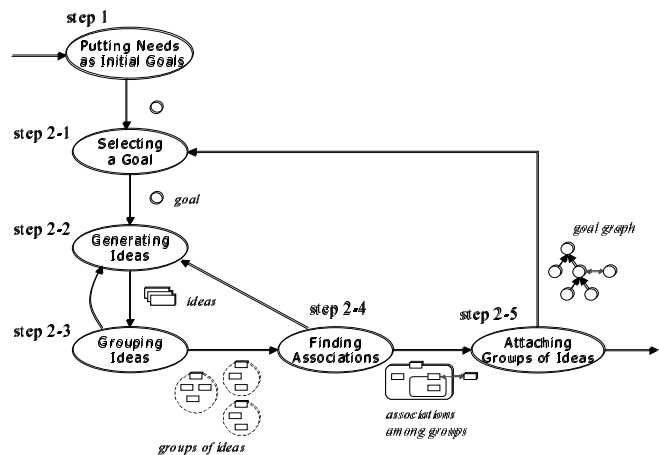 step 1
Putting Needs
as Initial Goals
step 2-1
Selecting
a Goal
goal
step 2-2
Generating
Ideas
goal graph
ideas
step 2-3
Grouping
Ideas
step 2-4
Finding
Associations
step 2-5
Attaching
Groups of Ideas
groups of ideas
associations
among groups